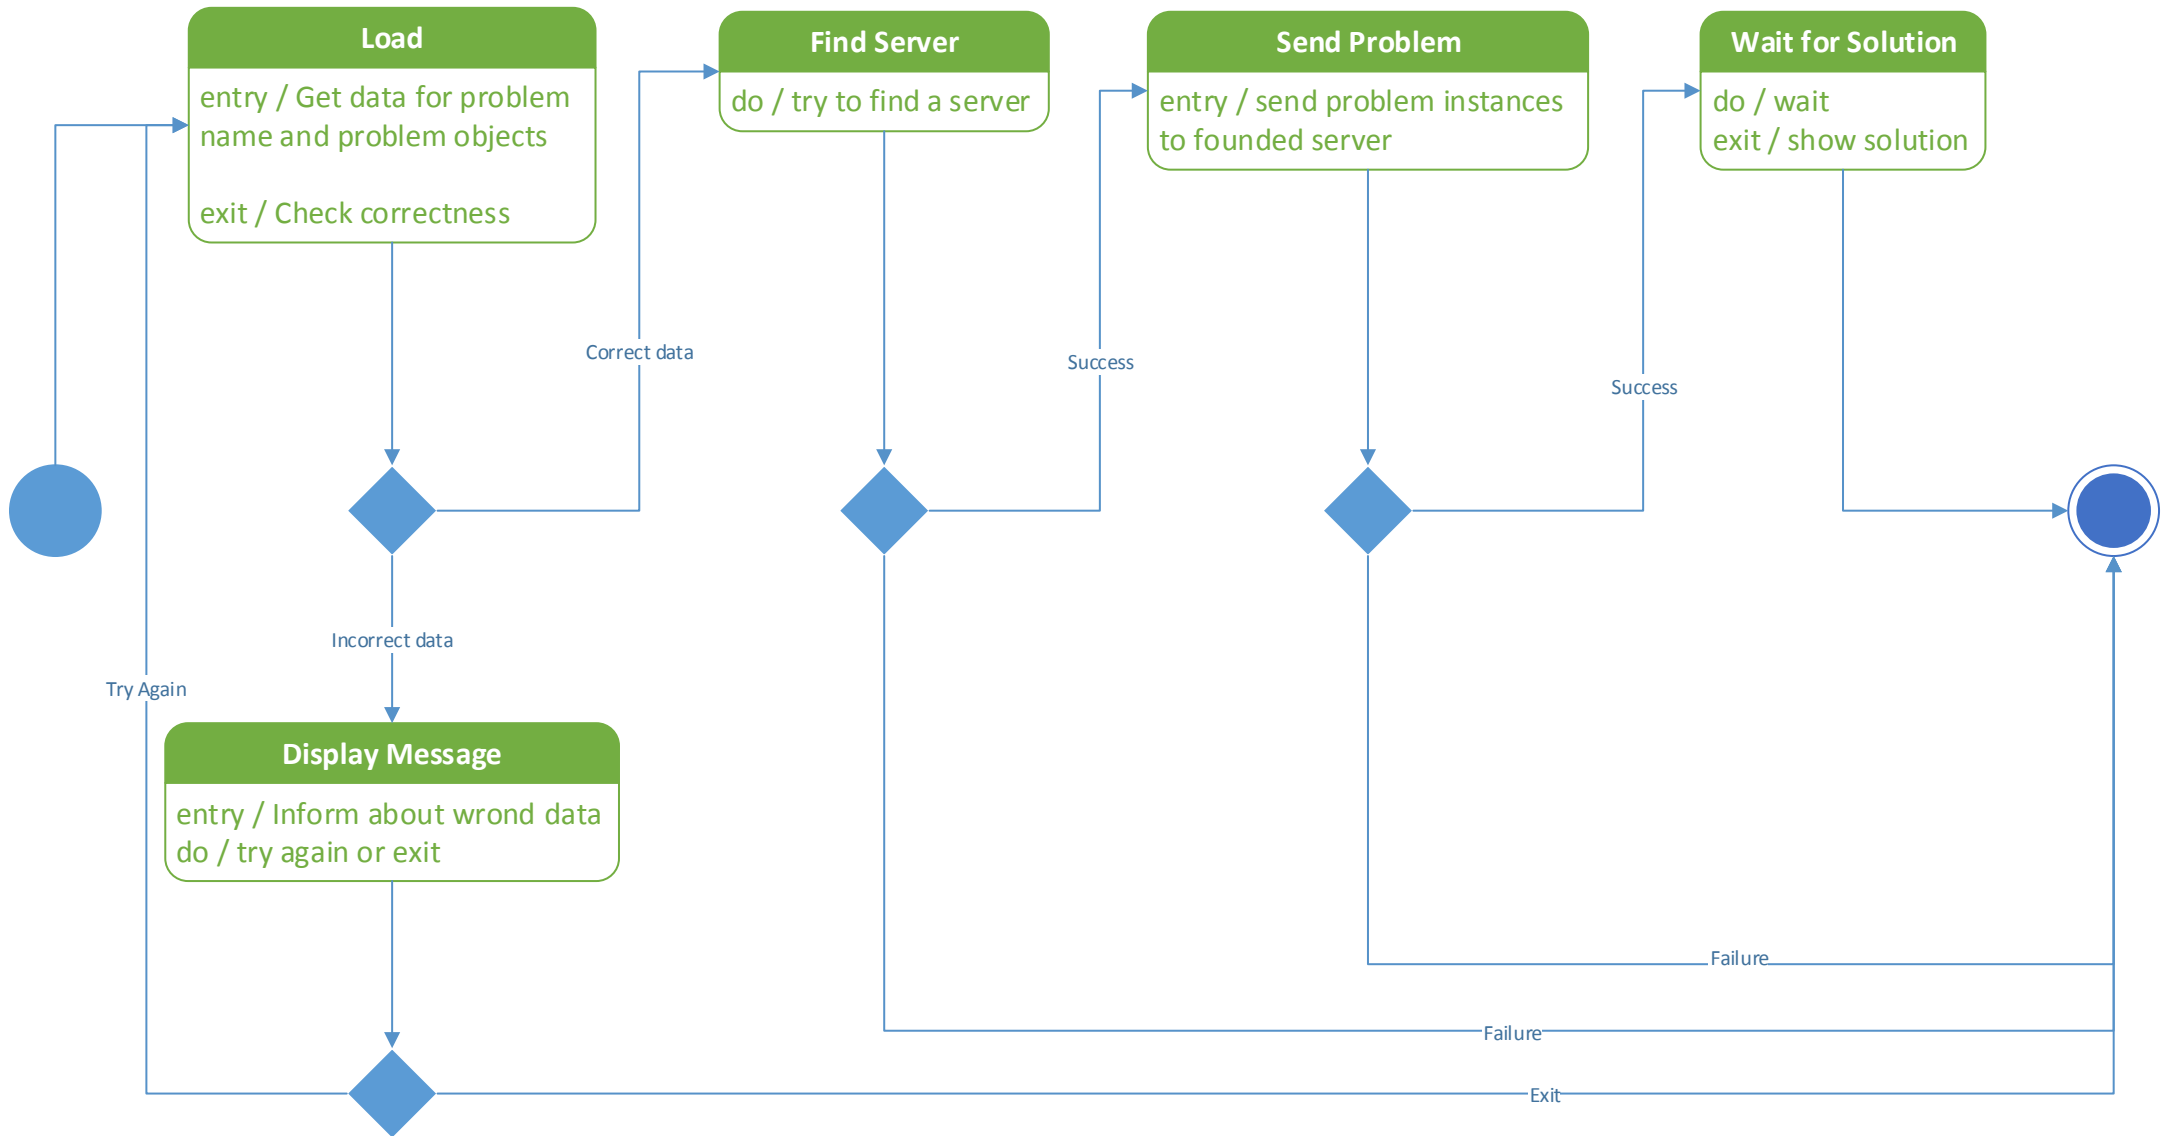 Load
entry / Get data for problem
name and problem objects
exit / Check correctness
Find Server
do / try to find a server
Send Problem
entry / send problem instances
to founded server
Wait for Solution
do / wait
exit / show solution
Correct data
Success
Success
Incorrect data
Try Again
Display Message
entry / Inform about wrond data
do / try again or exit
Failure
Failure
Exit